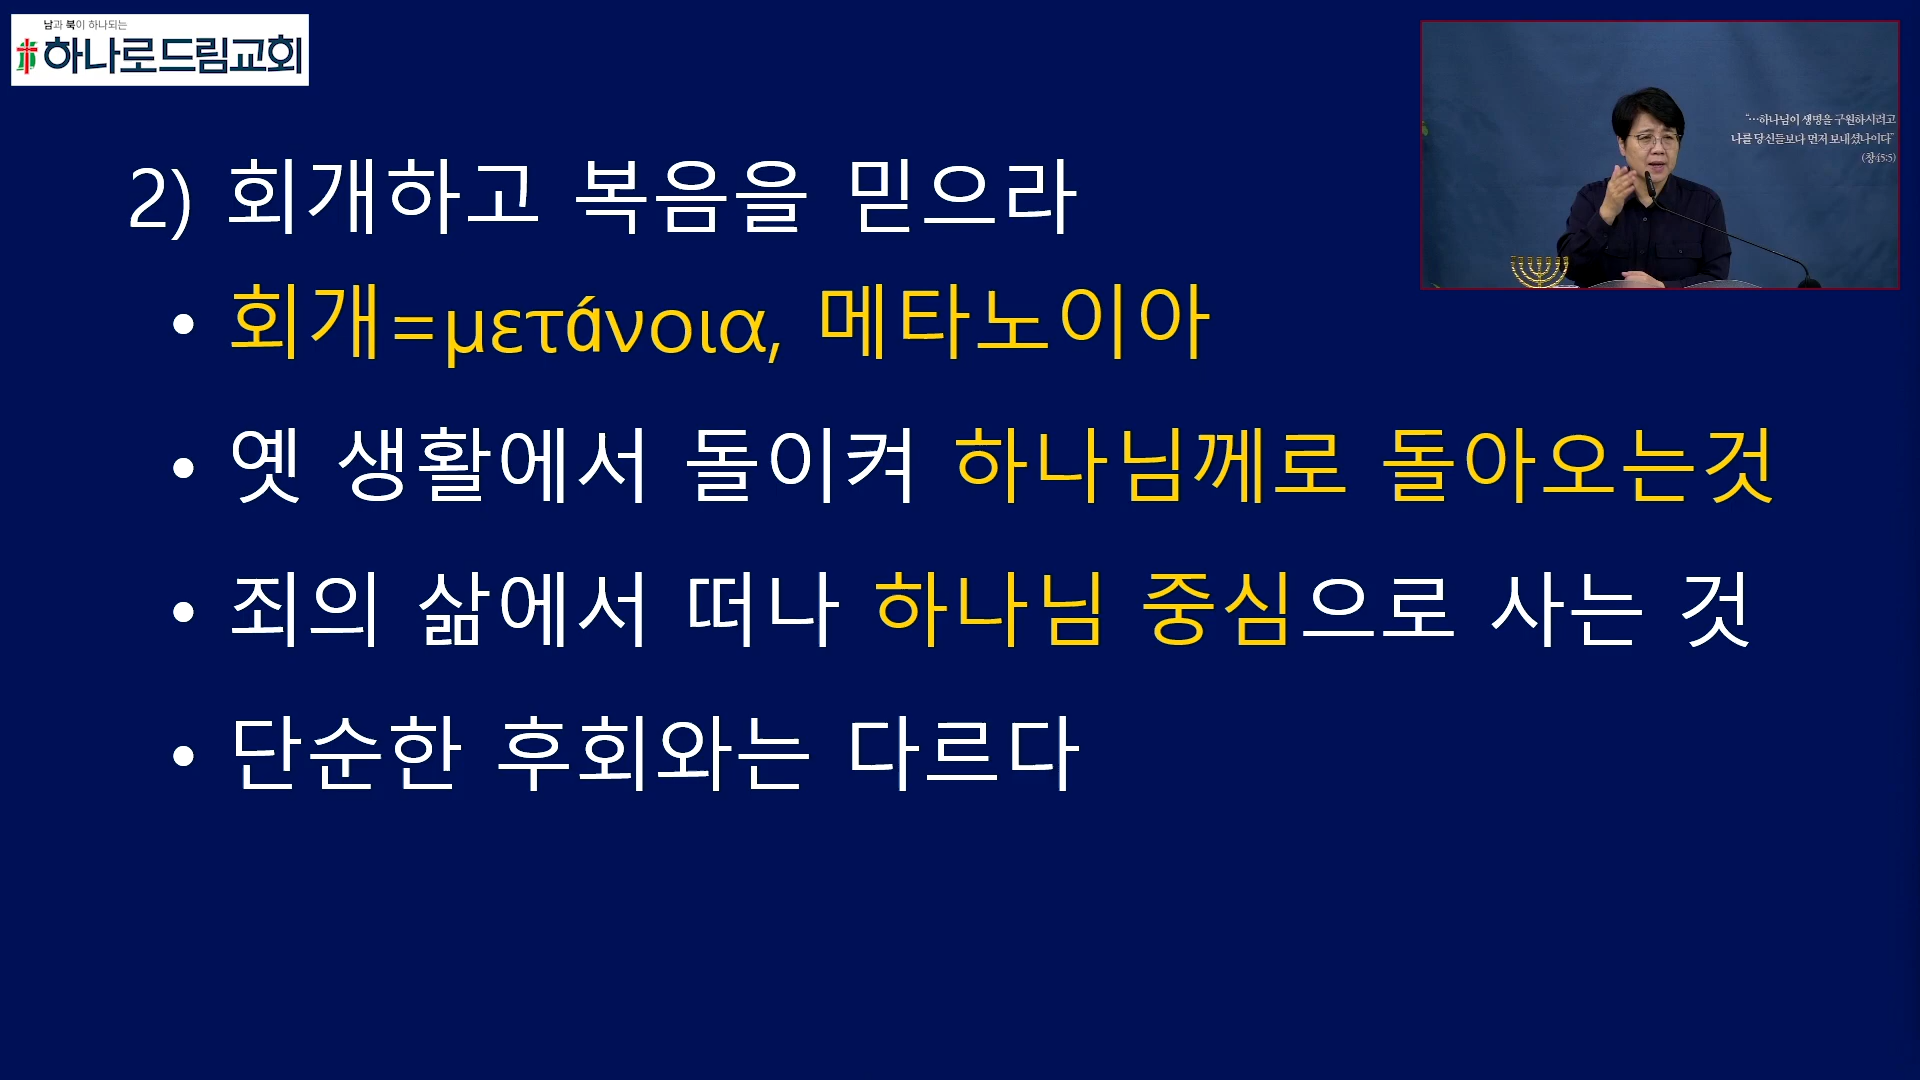 남과 북이 하나되는
하나로드림교회
"…하나님이 생명을 구원하시려고
나를 당신들보다 먼저 보내셨나이다"
(창45:5)
2) 회개하고 복음을 믿으라
• 회개=μετάνοια, 메타노이아
• 옛 생활에서 돌이켜 하나님께로 돌아오는것
• 죄의 삶에서 떠나 하나님 중심으로 사는 것
• 단순한 후회와는 다르다